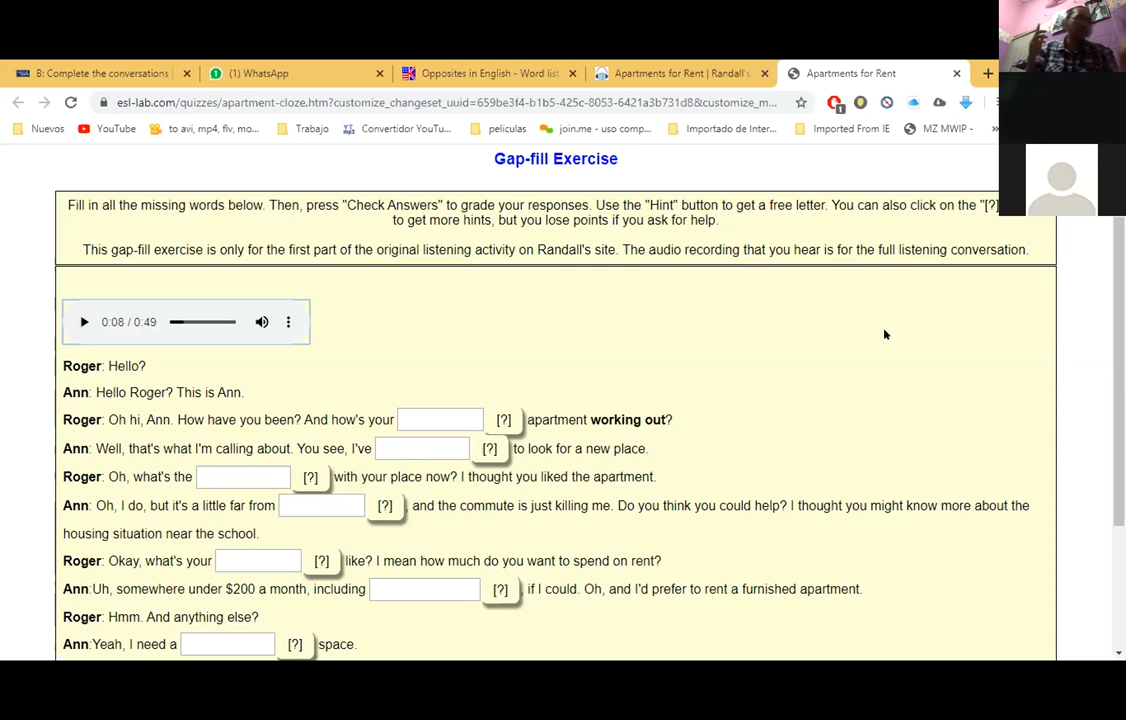 B: Complete the conversations
(1) WhatsApp
Opposites in English - Word list
Apartments for Rent | Randall's
Apartments for Rent
esl-lab.com/quizzes/apartment-cloze.htm?customize_changeset_uuid=659be3f4-b1b5-425c-8053-6421a3b731d8&customize_m...
1
Nuevos YouTube to avi, mp4, flv, mo... Trabajo Convertidor YouTu... peliculas join.me - uso comp... Importado de Inter... Imported From IE MZ MWIP - »
Gap-fill Exercise
Fill in all the missing words below. Then, press "Check Answers" to grade your responses. Use the "Hint" button to get a free letter. You can also click on the "[?]
to get more hints, but you lose points if you ask for help.
This gap-fill exercise is only for the first part of the original listening activity on Randall's site. The audio recording that you hear is for the full listening conversation.
0:08 / 0:49
Roger: Hello?
Ann: Hello Roger? This is Ann.
Roger: Oh hi, Ann. How have you been? And how's your [?] apartment working out?
Ann: Well, that's what I'm calling about. You see, I've [?] to look for a new place.
Roger: Oh, what's the [?] with your place now? I thought you liked the apartment.
Ann: Oh, I do, but it's a little far from [?] , and the commute is just killing me. Do you think you could help? I thought you might know more about the
housing situation near the school.
Roger: Okay, what's your [?] like? I mean how much do you want to spend on rent?
Ann:Uh, somewhere under $200 a month, including [?] , if I could. Oh, and I'd prefer to rent a furnished apartment.
Roger: Hmm. And anything else?
Ann:Yeah, I need a [?] space.